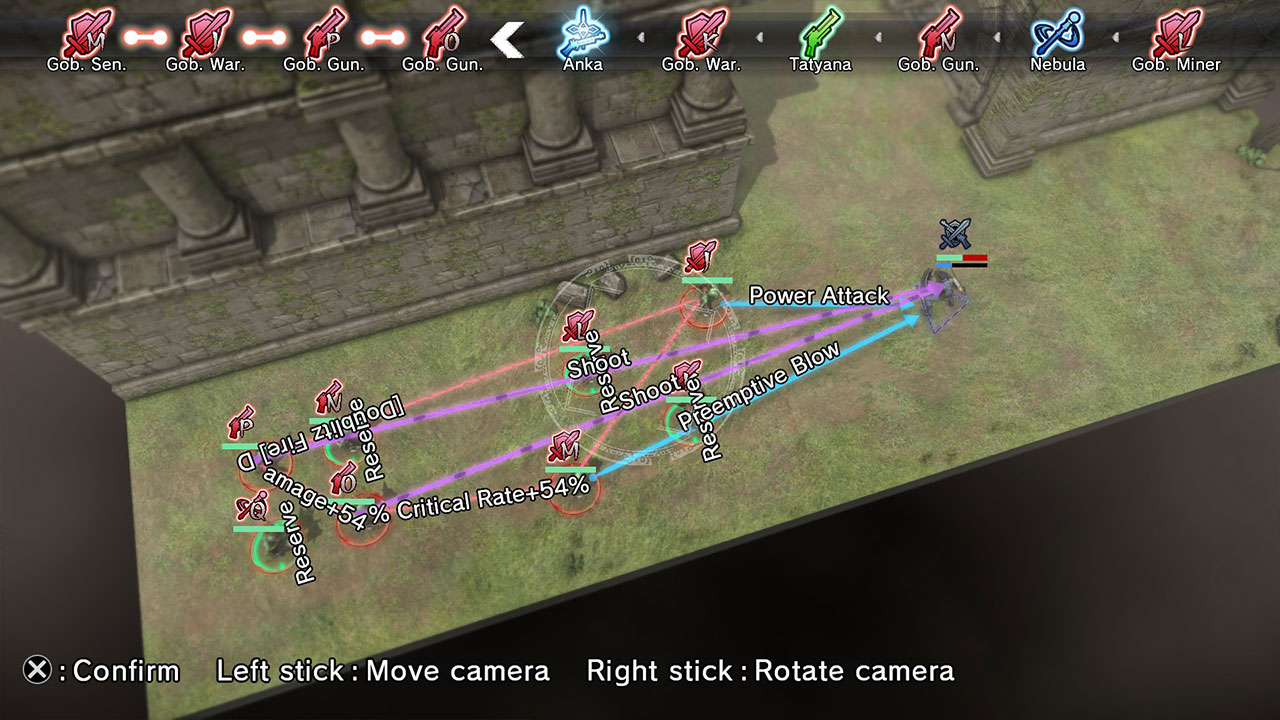 Gob. Sen.
Gob. War.
Gob. Gun.
Gob. Gun.
Anka
Gob. War.
Tatyana
Gob. Gun.
Nebula
Gob. Miner
M
J
P
O
K
N
L
J
Power Attack
L
Shoot
Reserve
Shoot
Preemptive Blow
Reserve
N
Reserve
P
[Doublitz Fire] Damage+54% Critical Rate+54%
M
O
Q
Reserve
: Confirm
Left stick : Move camera
Right stick : Rotate camera